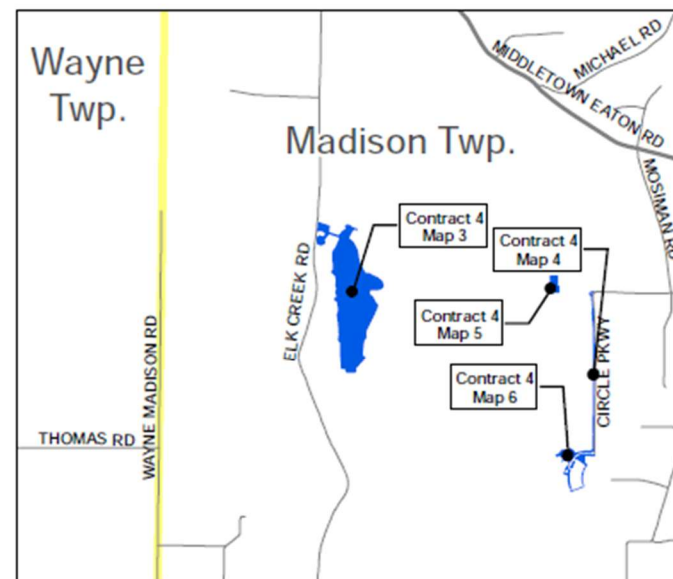 Wayne
Twp.
MICHAEL RD
MIDDLETOWN EATON RD
Madison Twp.
MOSIMAN RD
Contract 4
Map 3
Contract 4
Map 4
ELK CREEK RD
Contract 4
Map 5
WAYNE MADISON RD
CIRCLE PKWY
Contract 4
Map 6
THOMAS RD